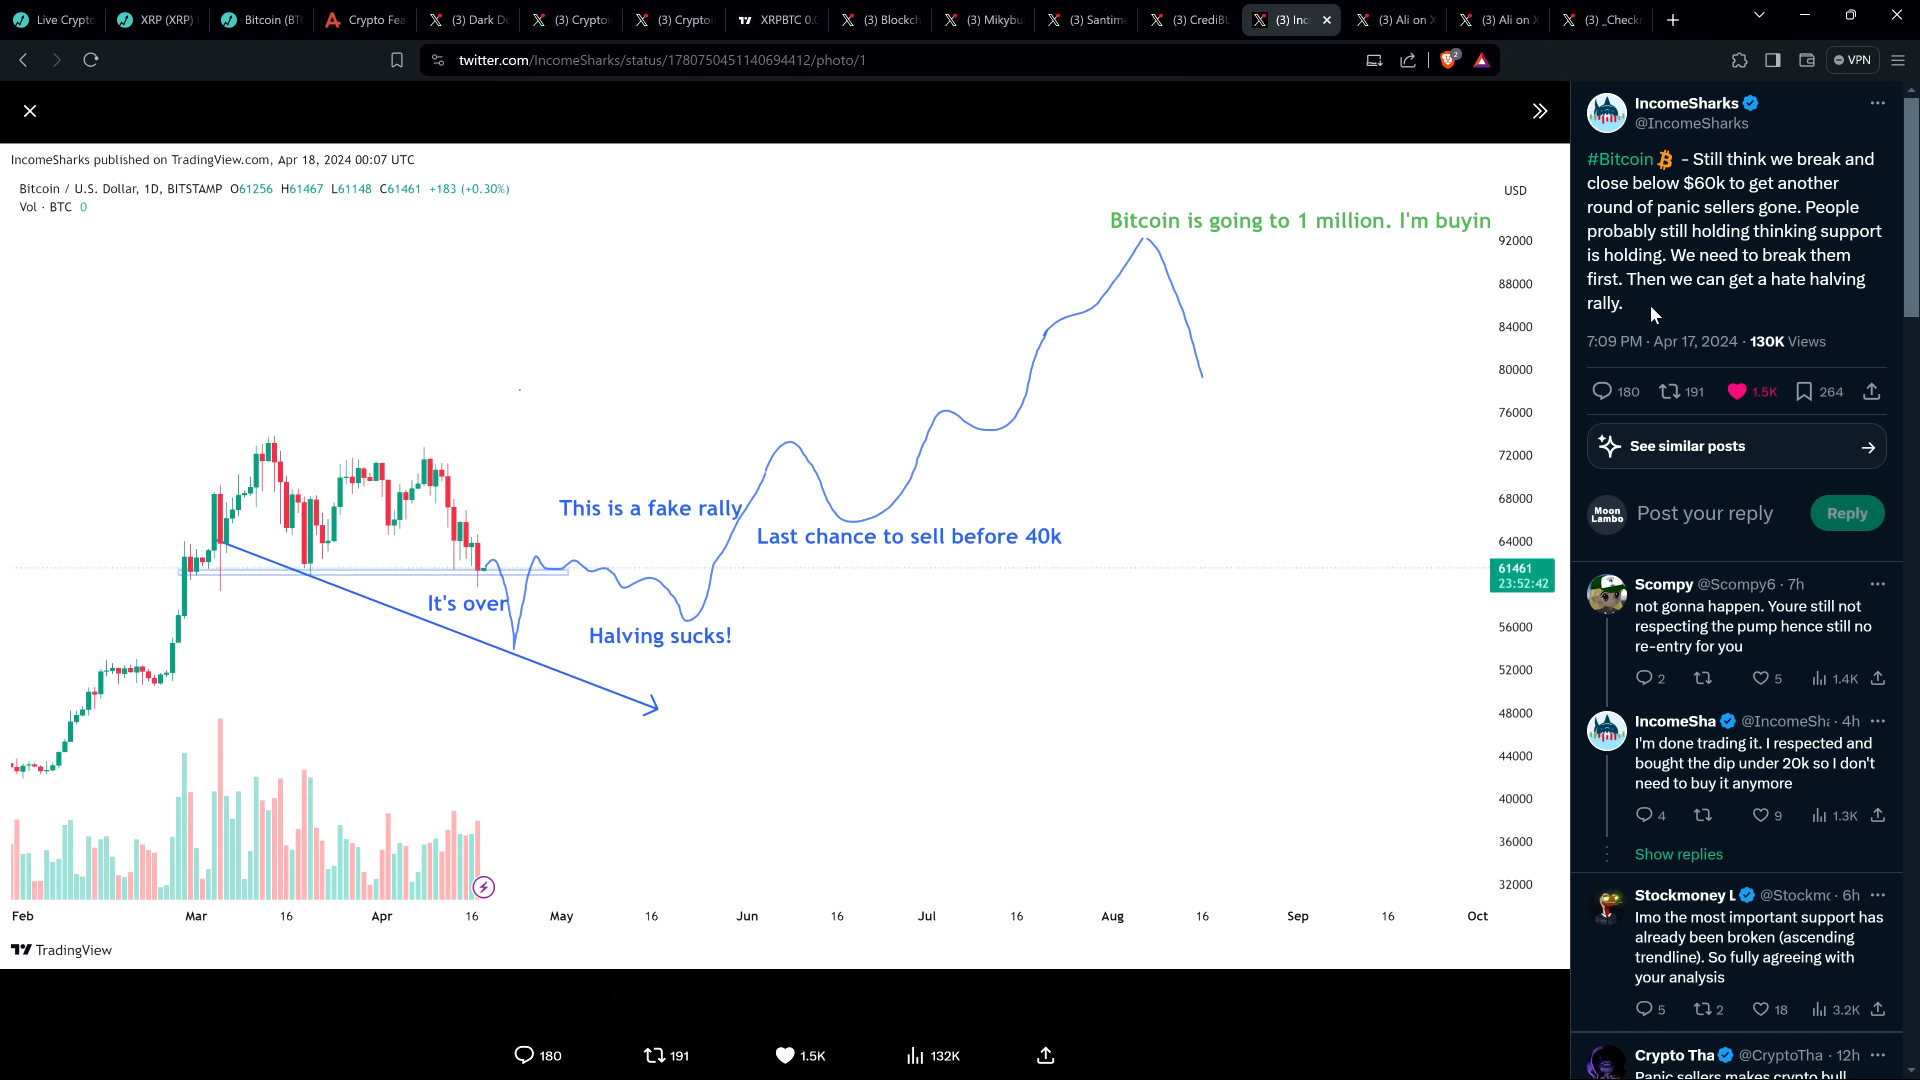 Live Crypto
XRP (XRP)
Bitcoin (BT
Crypto Fea
(3) Dark D
(3) Crypto
(3) Crypto
XRPBTC 0.0
(3) Blockch
(3) Mikybu
(3) Santime
(3) CrediBU
(3) Inc
(3) Ali on X
(3) Ali on X
(3) _Check
twitter.com/IncomeSharks/status/1780750451140694412/photo/1
2
VPN
IncomeSharks published on TradingView.com, Apr 18, 2024 00:07 UTC
Bitcoin / U.S. Dollar, 1D, BITSTAMP O61256 H61467 L61148 C61461 +183 (+0.30%)
Vol · BTC 0
USD
Bitcoin is going to 1 million. I'm buyin
92000
88000
84000
80000
76000
72000
68000
64000
61461
23:52:42
56000
52000
48000
44000
40000
36000
32000
This is a fake rally
Last chance to sell before 40k
It's over
Halving sucks!
Feb Mar 16 Apr 16 May 16 Jun 16 Jul 16 Aug 16 Sep 16 Oct
TradingView
180 191 1.5K 132K
IncomeSharks
@IncomeSharks
#Bitcoin - Still think we break and
close below $60k to get another
round of panic sellers gone. People
probably still holding thinking support
is holding. We need to break them
first. Then we can get a hate halving
rally.
7:09 PM · Apr 17, 2024 · 130K Views
180 191 1.5K 264
See similar posts
Moon
Lambo
Post your reply
Reply
Scompy @Scompy6 · 7h
not gonna happen. Youre still not
respecting the pump hence still no
re-entry for you
2 5 1.4K
IncomeSha @IncomeSha · 4h
I'm done trading it. I respected and
bought the dip under 20k so I don't
need to buy it anymore
4 9 1.3K
Show replies
Stockmoney L @Stockmo · 6h
Imo the most important support has
already been broken (ascending
trendline). So fully agreeing with
your analysis
5 2 18 3.2K
Crypto Tha @CryptoTha · 12h
Panic sellers makes crypto bull